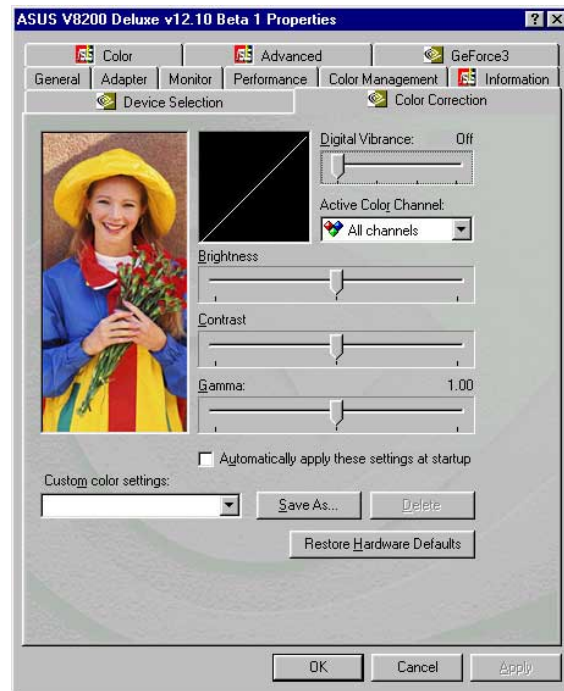 ASUS V8200 Deluxe v12.10 Beta 1 Properties
Color Advanced GeForce3
General Adapter Monitor Performance Color Management Information
Device Selection Color Correction
Digital Vibrance: Off
Active Color Channel:
All channels
Brightness
Contrast
Gamma: 1.00
Automatically apply these settings at startup
Custom color settings:
Save As... Delete
Restore Hardware Defaults
OK Cancel Apply